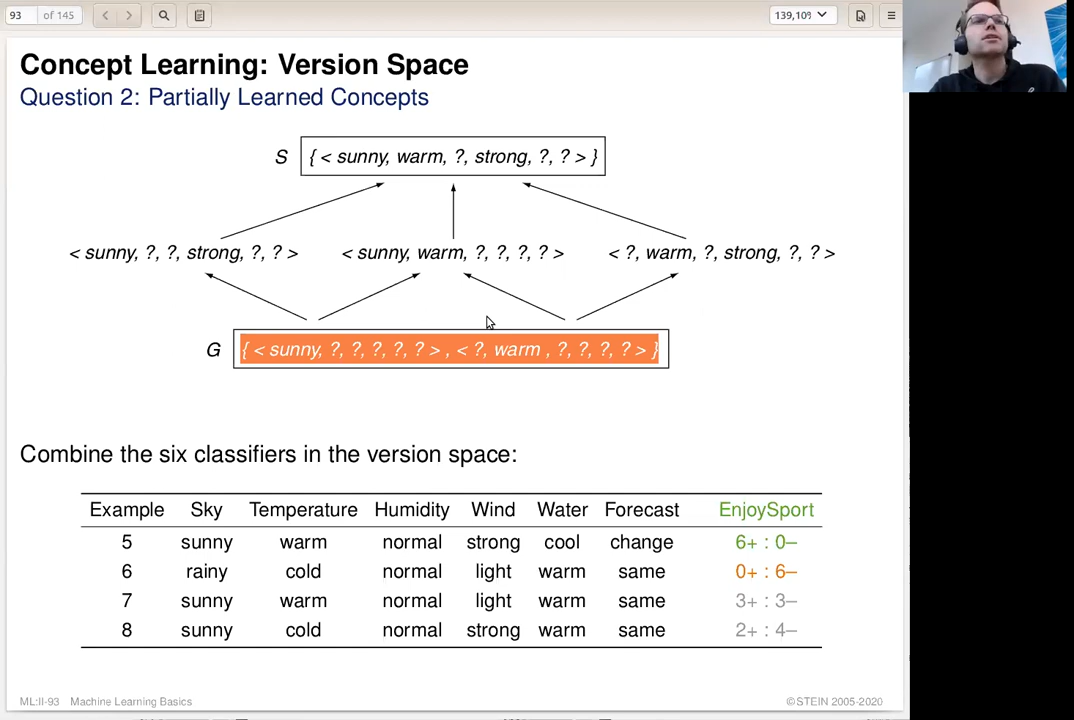 93 of 145 139,10%
Concept Learning: Version Space
Question 2: Partially Learned Concepts
S { < sunny, warm, ?, strong, ?, ? > }
< sunny, ?, ?, strong, ?, ? > < sunny, warm, ?, ?, ?, ? > < ?, warm, ?, strong, ?, ? >
G { < sunny, ?, ?, ?, ?, ? > , < ?, warm , ?, ?, ?, ? > }
Combine the six classifiers in the version space:
Example Sky Temperature Humidity Wind Water Forecast EnjoySport
5 sunny warm normal strong cool change 6+ : 0–
6 rainy cold normal light warm same 0+ : 6–
7 sunny warm normal light warm same 3+ : 3–
8 sunny cold normal strong warm same 2+ : 4–
ML:II-93 Machine Learning Basics ©STEIN 2005-2020